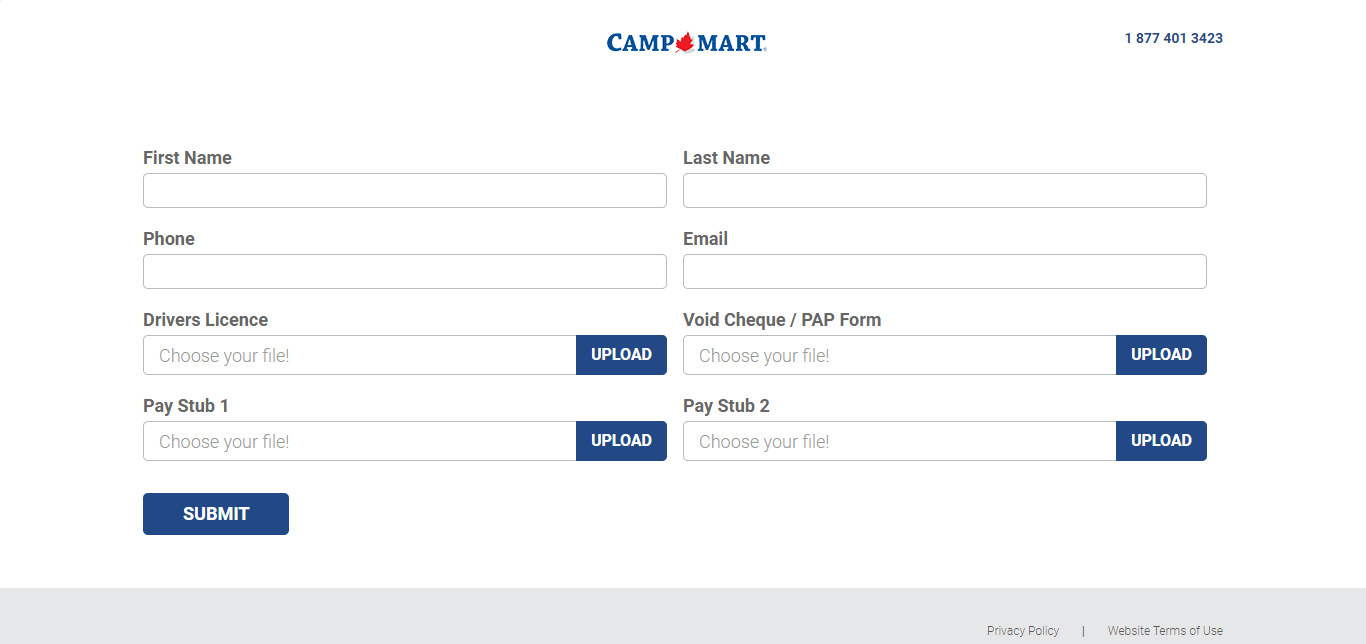 CAMP MART
1 877 401 3423
First Name
Last Name
Phone
Email
Drivers Licence
Void Cheque / PAP Form
Choose your file!
UPLOAD
Choose your file!
UPLOAD
Pay Stub 1
Pay Stub 2
Choose your file!
UPLOAD
Choose your file!
UPLOAD
SUBMIT
Privacy Policy | Website Terms of Use